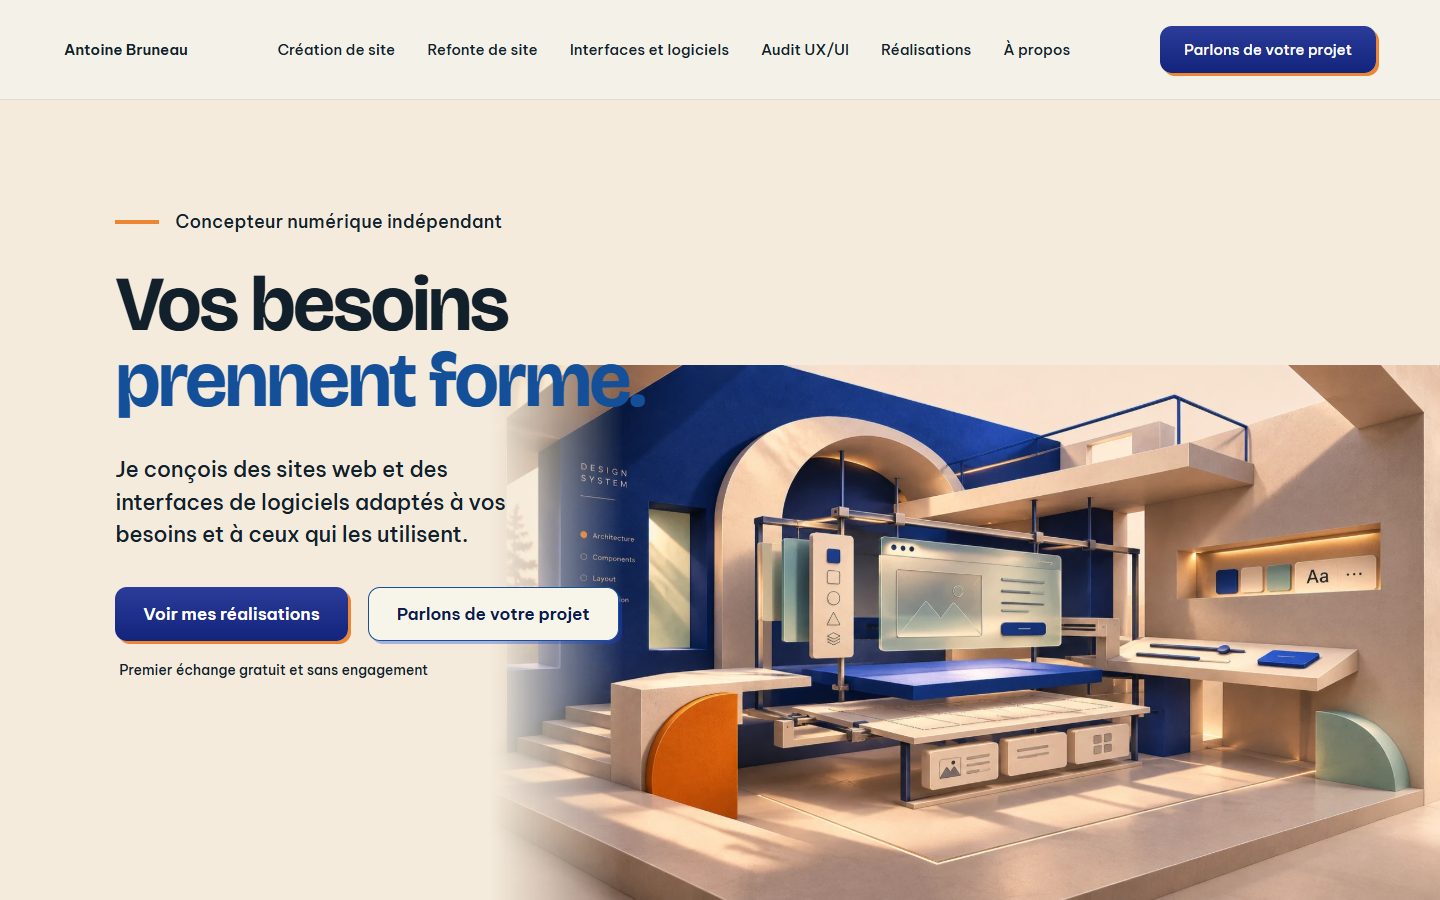 Antoine Bruneau
Création de site
Refonte de site
Interfaces et logiciels
Audit UX/UI
Réalisations
À propos
Parlons de votre projet
Concepteur numérique indépendant
Vos besoins
prennent forme.
Je conçois des sites web et des
interfaces de logiciels adaptés à vos
besoins et à ceux qui les utilisent.
Voir mes réalisations
Parlons de votre projet
Premier échange gratuit et sans engagement
DESIGN
SYSTEM
Architecture
Components
Layout
Aa